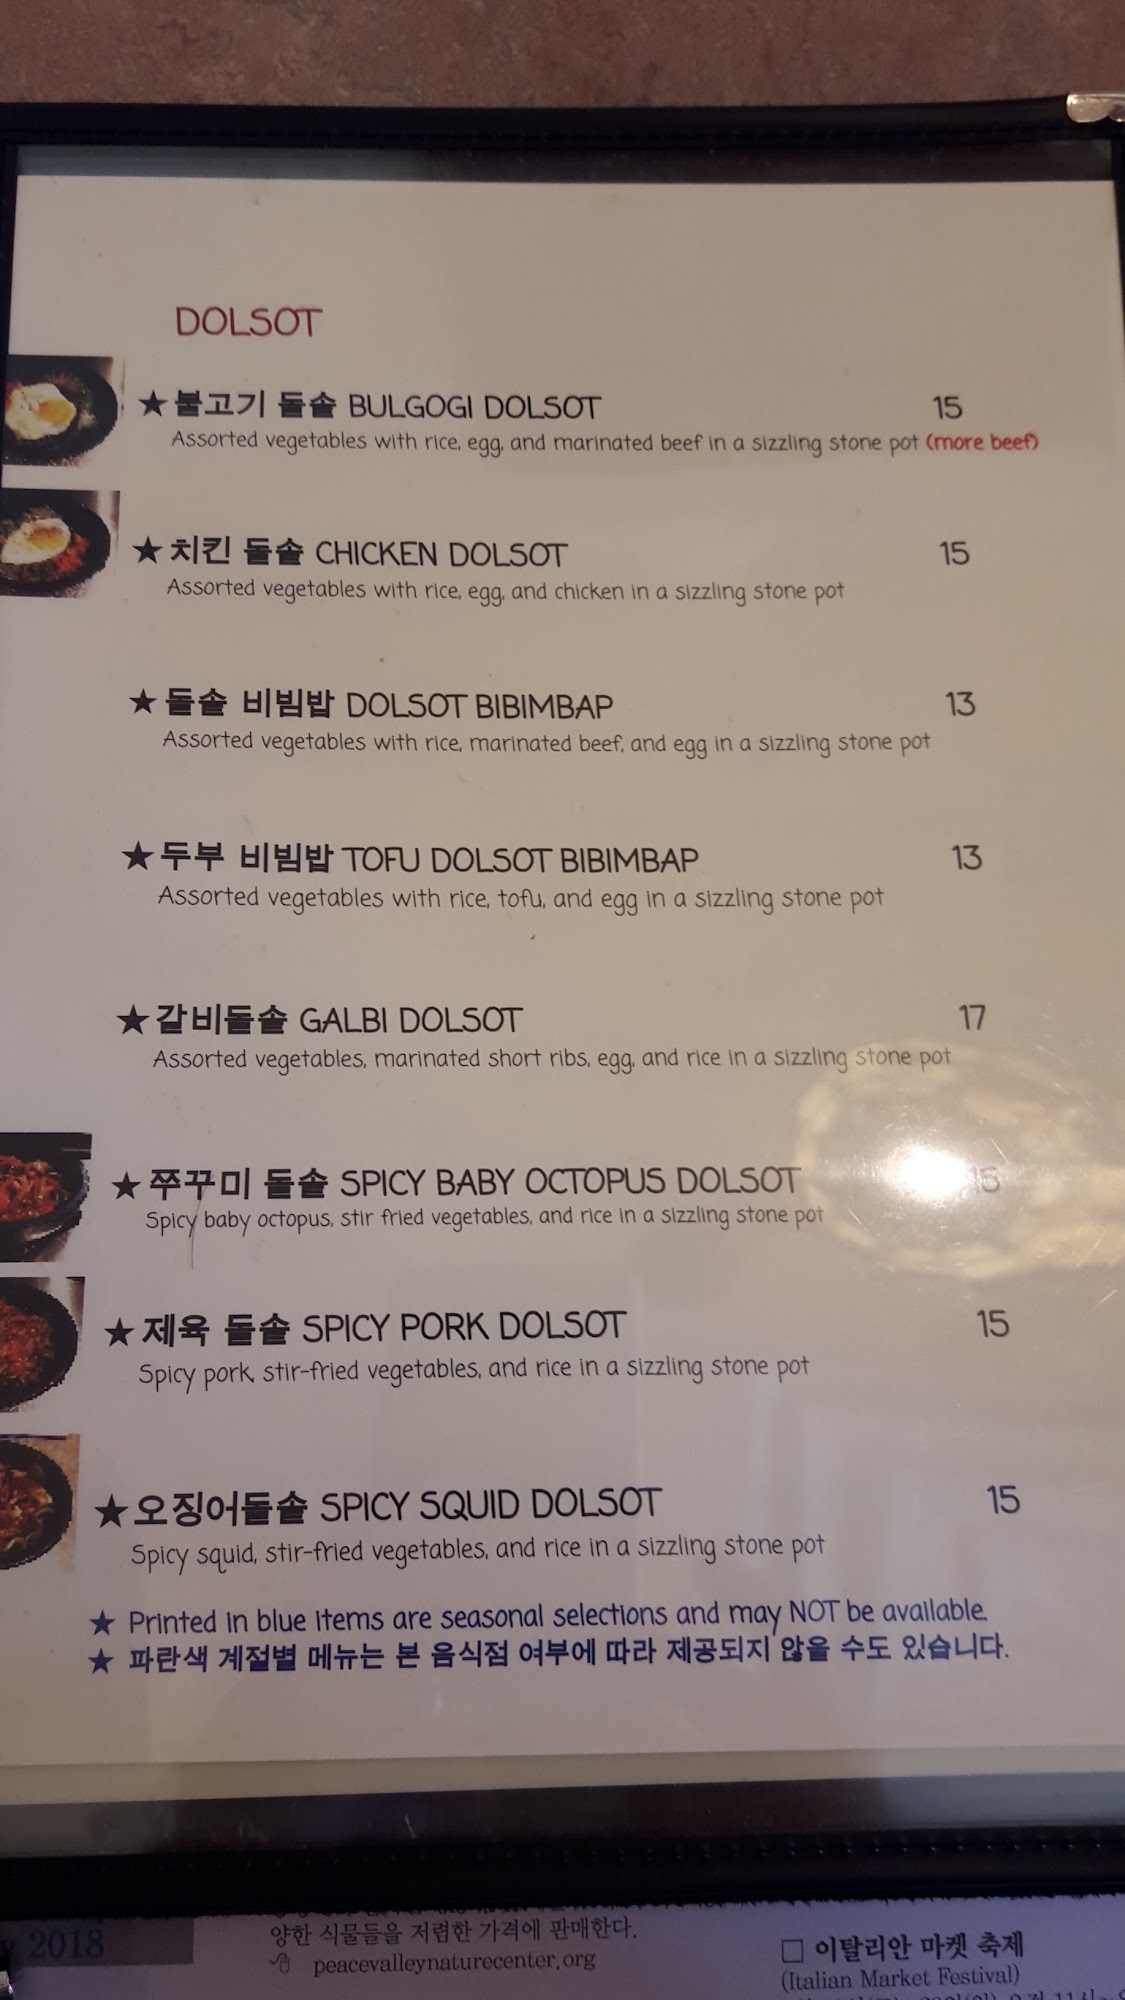 DOLSOT
★불고기 돌솥 BULGOGI DOLSOT 15
Assorted vegetables with rice, egg, and marinated beef in a sizzling stone pot (more beef)
★치킨 돌솥 CHICKEN DOLSOT 15
Assorted vegetables with rice, egg, and chicken in a sizzling stone pot
★돌솥 비빔밥 DOLSOT BIBIMBAP 13
Assorted vegetables with rice, marinated beef, and egg in a sizzling stone pot
★두부 비빔밥 TOFU DOLSOT BIBIMBAP 13
Assorted vegetables with rice, tofu, and egg in a sizzling stone pot
★갈비돌솥 GALBI DOLSOT 17
Assorted vegetables, marinated short ribs, egg, and rice in a sizzling stone pot
★쭈꾸미 돌솥 SPICY BABY OCTOPUS DOLSOT
Spicy baby octopus, stir fried vegetables, and rice in a sizzling stone pot
★제육 돌솥 SPICY PORK DOLSOT 15
Spicy pork, stir-fried vegetables, and rice in a sizzling stone pot
★오징어돌솥 SPICY SQUID DOLSOT 15
Spicy squid, stir-fried vegetables, and rice in a sizzling stone pot
★ Printed in blue items are seasonal selections and may NOT be available.
★ 파란색 계절별 메뉴는 본 음식점 여부에 따라 제공되지 않을 수도 있습니다.
2018
양한 식물들을 저렴한 가격에 판매한다.
peacevalleynaturecenter.org
□ 이탈리안 마켓 축제
(Italian Market Festival)